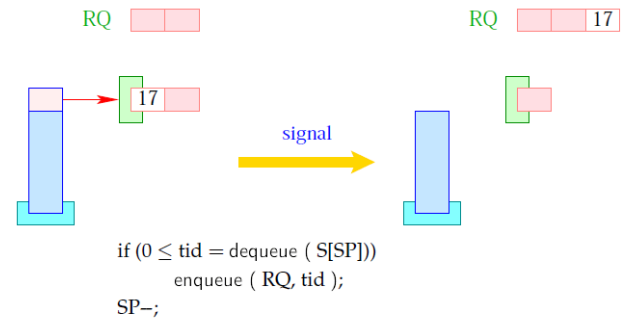 RQ
RQ 17
17
signal
if (0 ≤ tid = dequeue ( S[SP]))
enqueue ( RQ, tid );
SP–;